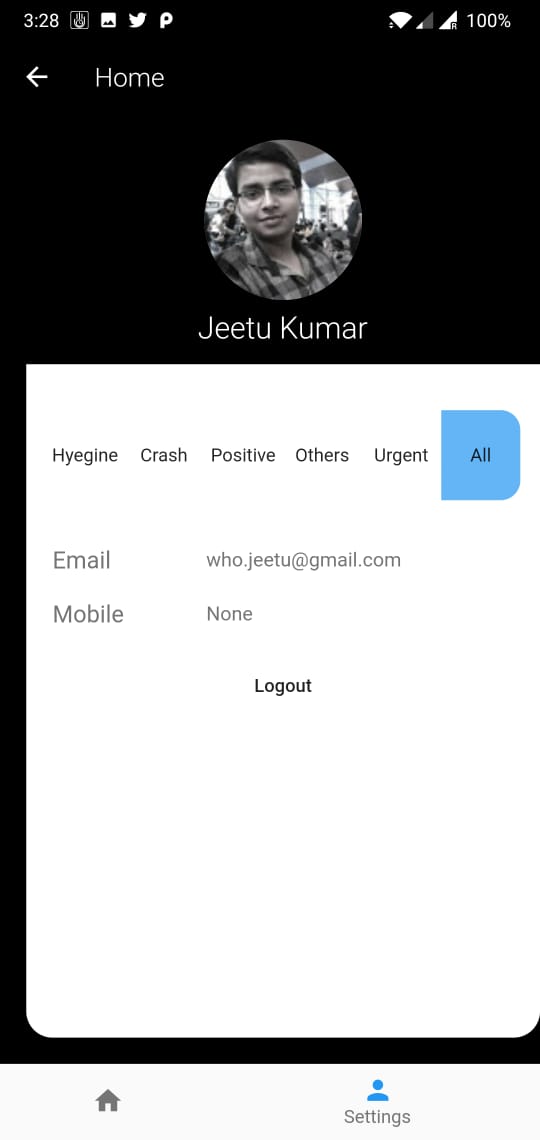 3:28 100%
Home
Jeetu Kumar
Hyegine Crash Positive Others Urgent All
Email who.jeetu@gmail.com
Mobile None
Logout
Settings